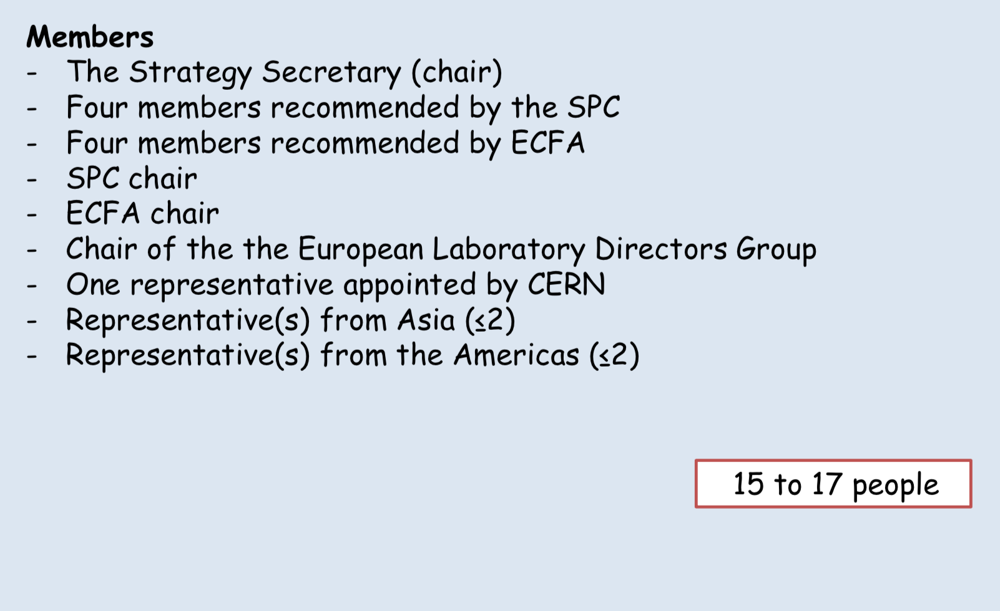 Members
- The Strategy Secretary (chair)
- Four members recommended by the SPC
- Four members recommended by ECFA
- SPC chair
- ECFA chair
- Chair of the the European Laboratory Directors Group
- One representative appointed by CERN
- Representative(s) from Asia (≤2)
- Representative(s) from the Americas (≤2)
15 to 17 people